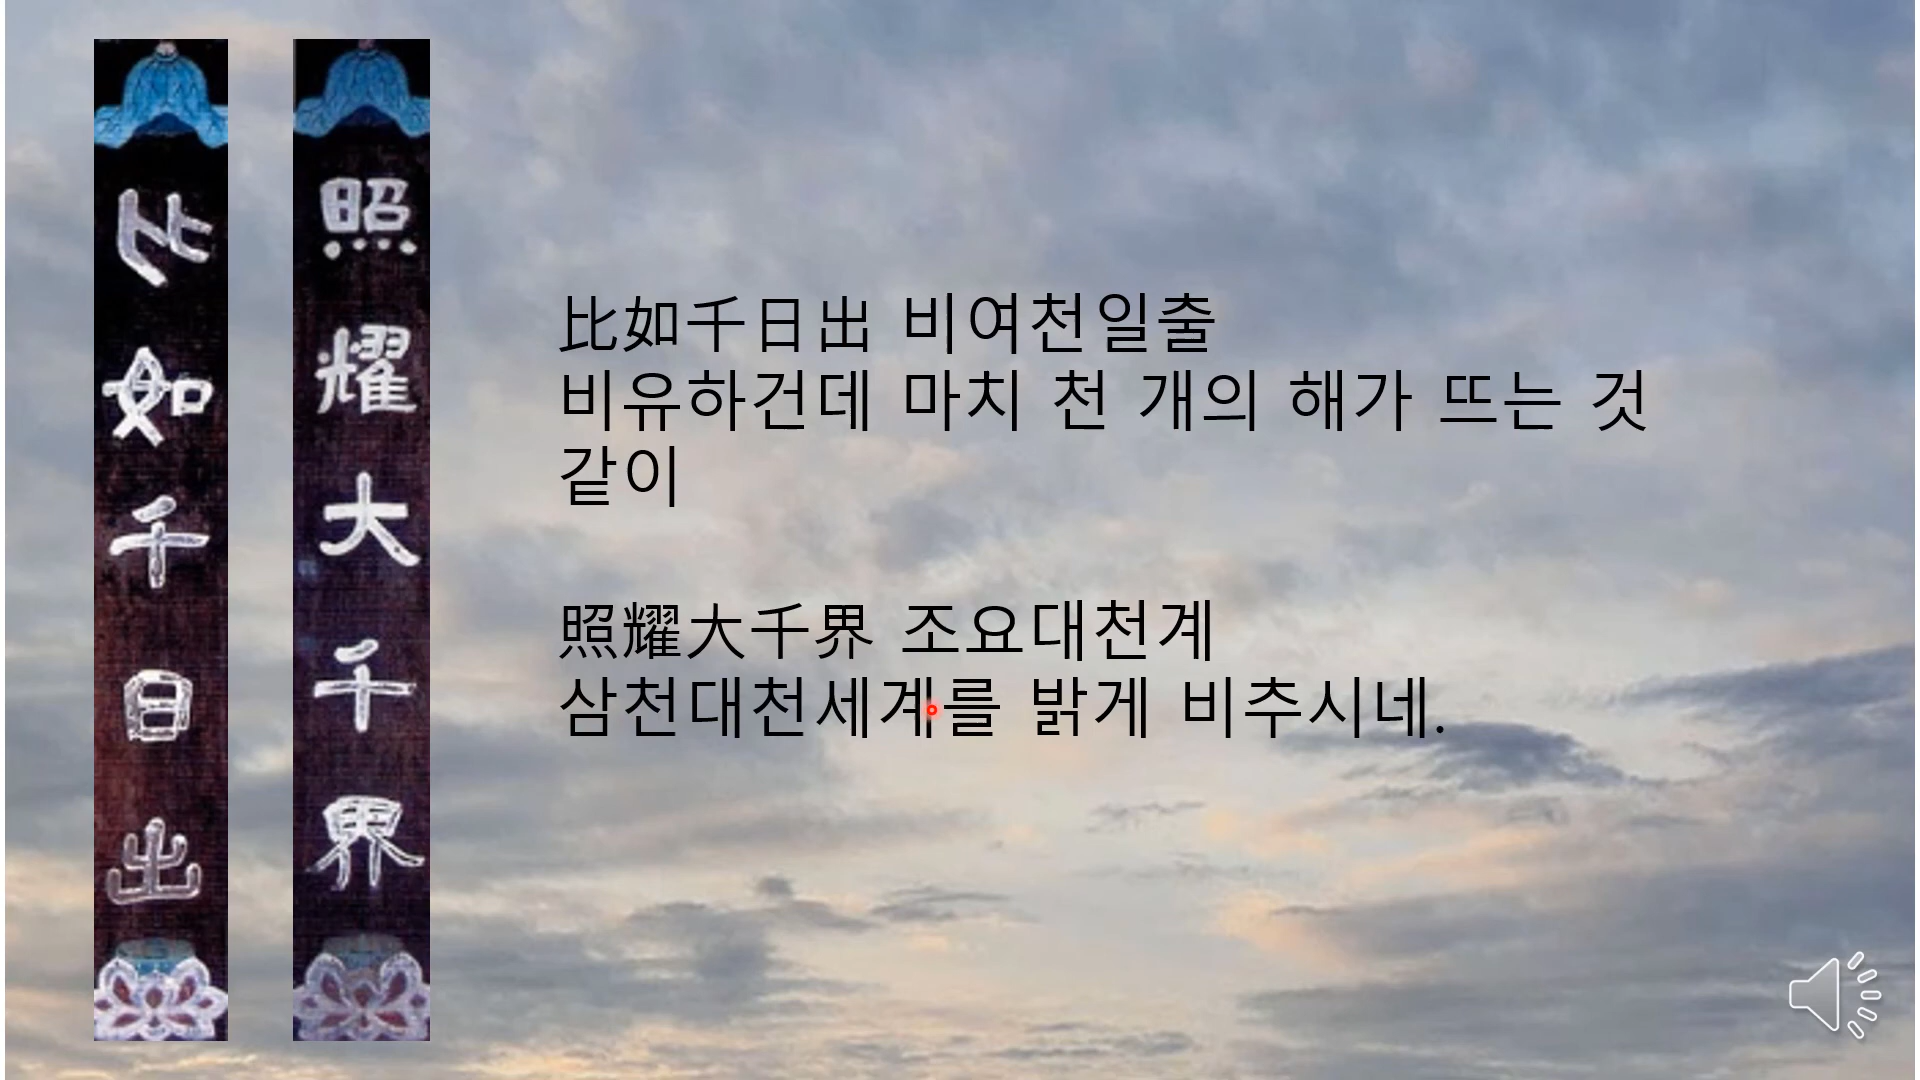 比如千日出
照耀大千界
比如千日出 비여천일출
비유하건데 마치 천 개의 해가 뜨는 것
같이
照耀大千界 조요대천계
삼천대천세계를 밝게 비추시네.